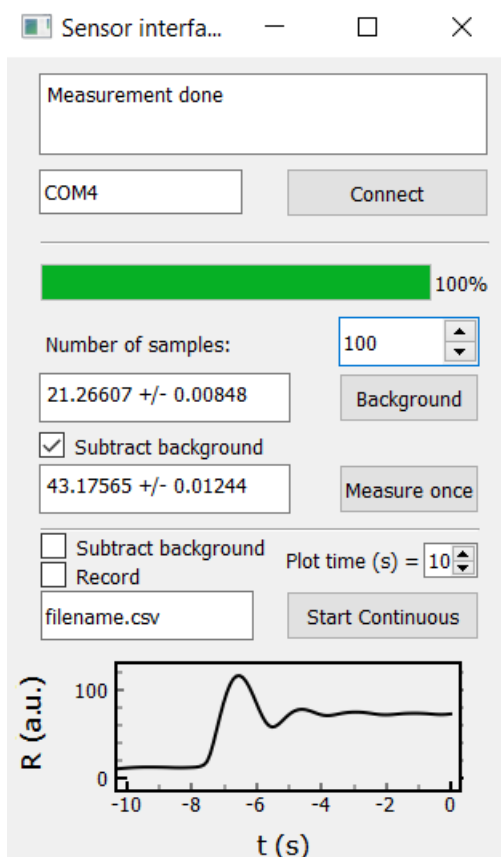 Sensor interfa...
Measurement done
COM4 Connect
100%
Number of samples: 100
21.26607 +/- 0.00848 Background
Subtract background
43.17565 +/- 0.01244 Measure once
Subtract background Plot time (s) = 10
Record
filename.csv Start Continuous
R (a.u.)
100
0
-10 -8 -6 -4 -2 0
t (s)